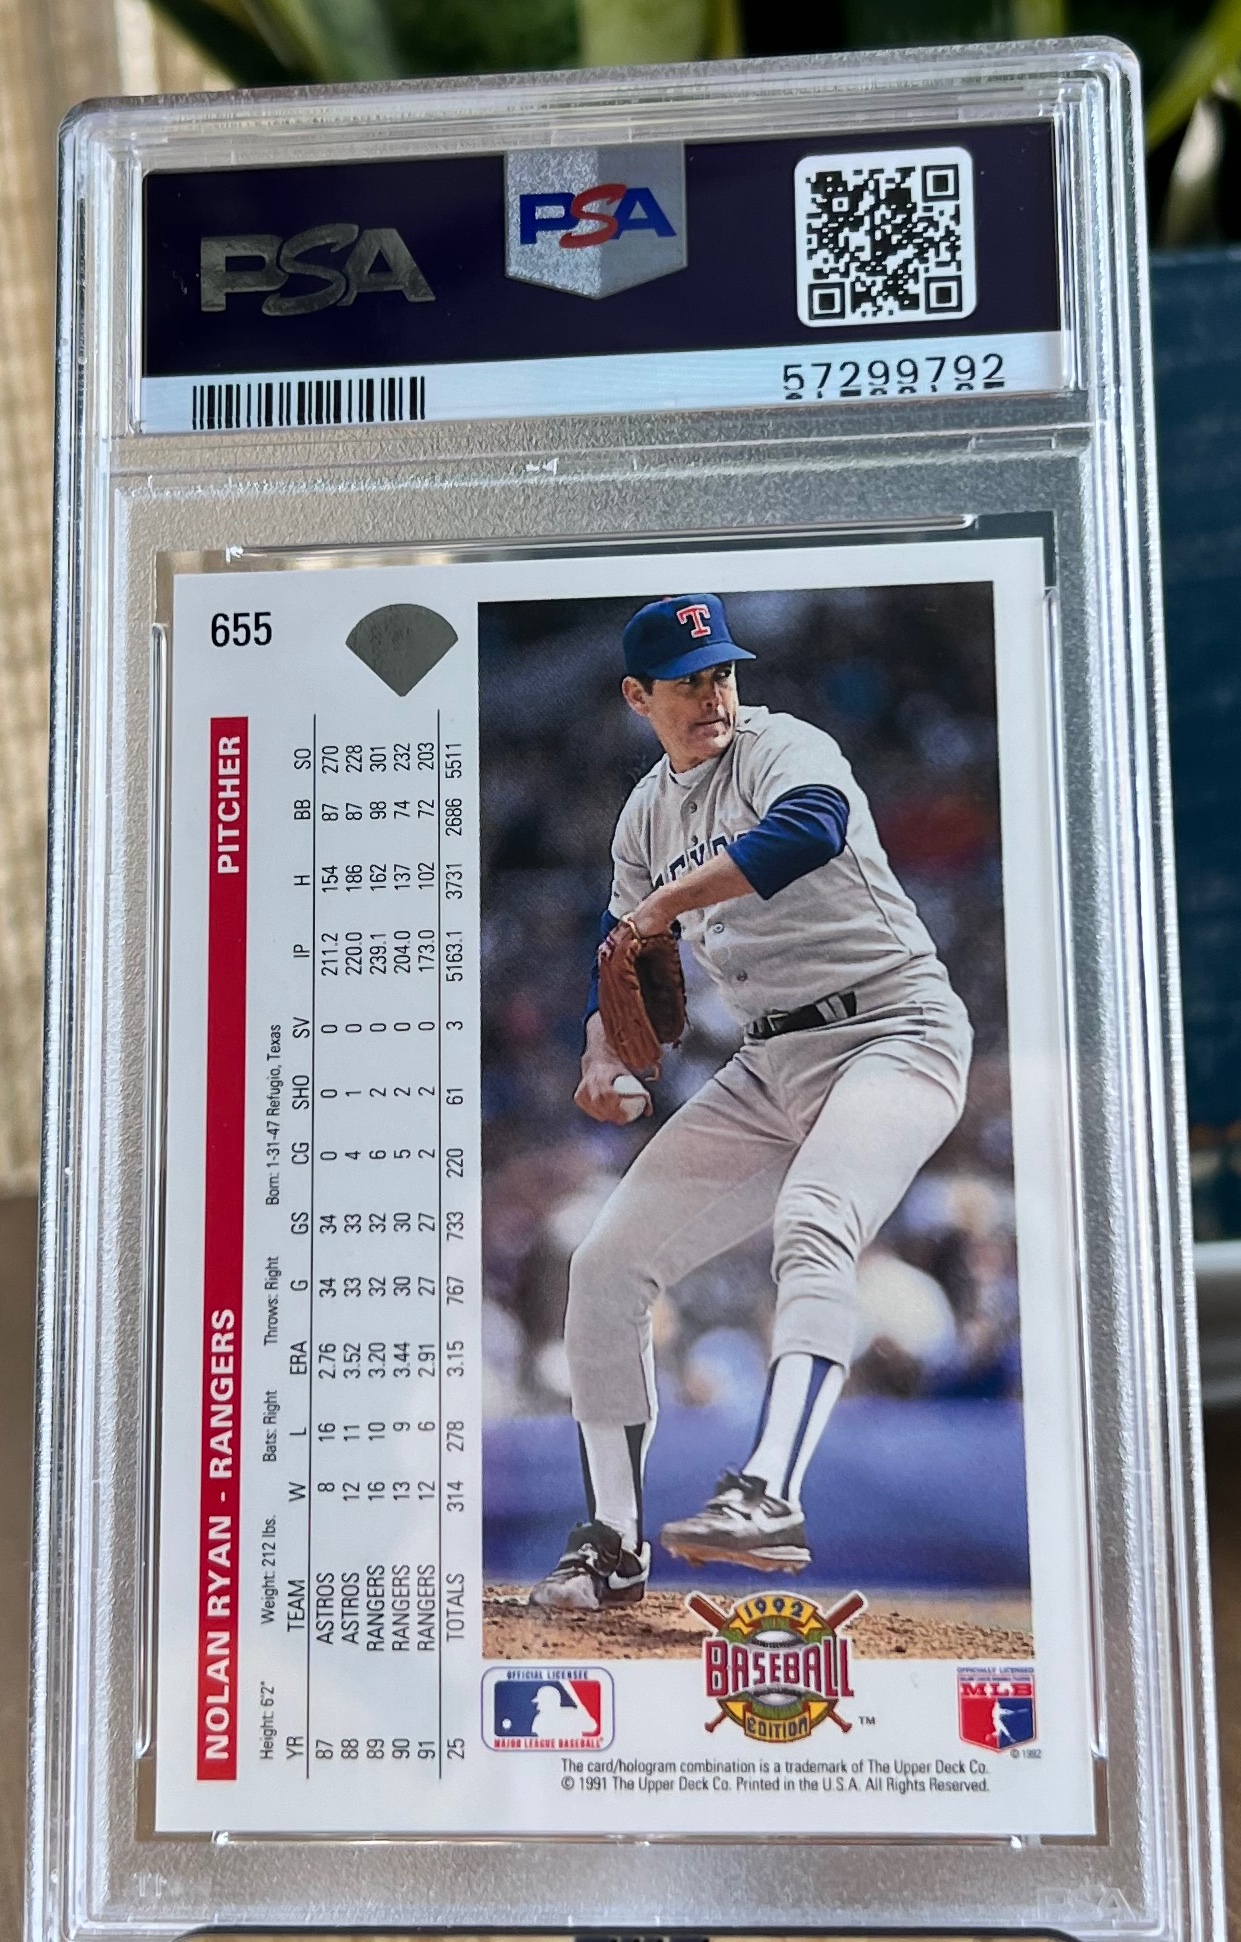 PSA
PSA
57299792
655
NOLAN RYAN - RANGERS PITCHER
Height: 6'2" Weight: 212 lbs. Bats: Right Throws: Right Born: 1-31-47 Refugio, Texas
YR TEAM W L ERA G GS CG SHO SV IP H BB SO
87 ASTROS 8 16 2.76 34 34 0 0 0 211.2 154 87 270
88 ASTROS 12 11 3.52 33 33 4 1 0 220.0 186 87 228
89 RANGERS 16 10 3.20 32 32 6 2 0 239.1 162 98 301
90 RANGERS 13 9 3.44 30 30 5 2 0 204.0 137 74 232
91 RANGERS 12 6 2.91 27 27 2 2 0 173.0 102 72 203
25 TOTALS 314 278 3.15 767 733 220 61 3 5163.1 3731 2686 5511
T
1992
BASEBALL
EDITION
TM
OFFICIAL LICENSEE
MAJOR LEAGUE BASEBALL
OFFICIALLY LICENSED
MLB
© 1992
The card/hologram combination is a trademark of The Upper Deck Co.
© 1991 The Upper Deck Co. Printed in the U.S.A. All Rights Reserved.
PSA